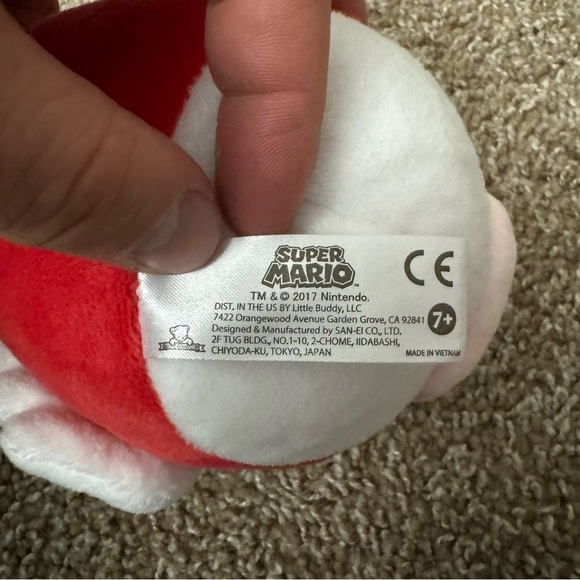 SUPER
MARIO™
CE
TM & © 2017 Nintendo.
DIST, IN THE US BY Little Buddy, LLC
7422 Orangewood Avenue Garden Grove, CA 92841
7+
Designed & Manufactured by SAN-EI CO., LTD.
2F TUG BLDG., NO.1-10, 2-CHOME, IIDABASHI,
CHIYODA-KU, TOKYO, JAPAN
MADE IN VIETNAM